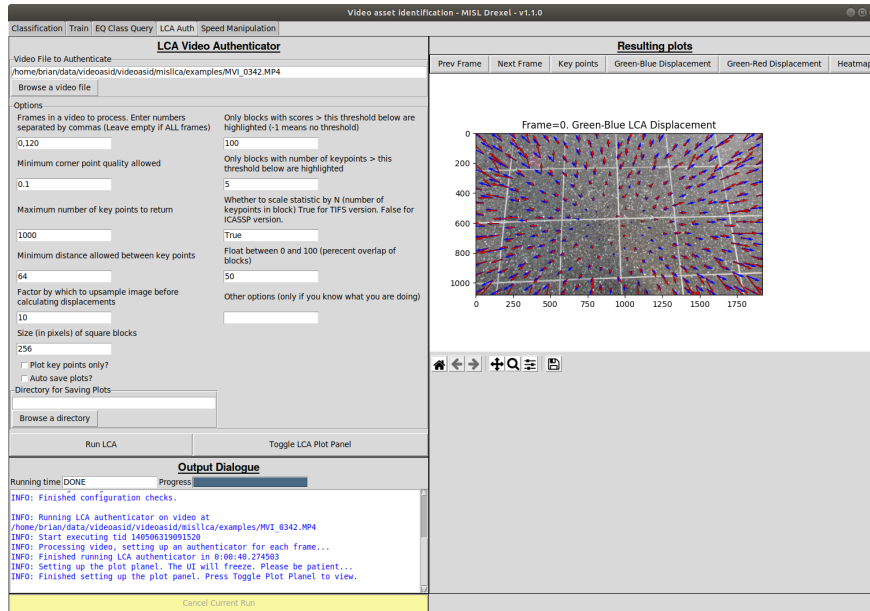 Video asset identification - MISL Drexel - v1.1.0
Classification Train EQ Class Query LCA Auth Speed Manipulation
LCA Video Authenticator
Video File to Authenticate
/home/brian/data/videoasid/videoasid/misllca/examples/MVI_0342.MP4
Browse a video file
Options
Frames in a video to process. Enter numbers
separated by commas (Leave empty if ALL frames)
0,120
Minimum corner point quality allowed
0.1
Maximum number of key points to return
1000
Minimum distance allowed between key points
64
Factor by which to upsample image before
calculating displacements
10
Size (in pixels) of square blocks
256
Plot key points only?
Auto save plots?
Only blocks with scores > this threshold below are
highlighted (-1 means no threshold)
100
Only blocks with number of keypoints > this
threshold below are highlighted
5
Whether to scale statistic by N (number of
keypoints in block) True for TIFS version. False for
ICASSP version.
True
Float between 0 and 100 (percent overlap of
blocks)
50
Other options (only if you know what you are doing)
Directory for Saving Plots
Browse a directory
Run LCA Toggle LCA Plot Panel
Output Dialogue
Running time DONE Progress
INFO: Finished configuration checks.
INFO: Running LCA authenticator on video at
/home/brian/data/videoasid/videoasid/misllca/examples/MVI_0342.MP4
INFO: Start executing tid 140506319091520
INFO: Processing video, setting up an authenticator for each frame...
INFO: Finished running LCA authenticator in 0:00:40.274503
INFO: Setting up the plot panel. The UI will freeze. Please be patient...
INFO: Finished setting up the plot panel. Press Toggle Plot Planel to view.
Cancel Current Run
Resulting plots
Prev Frame Next Frame Key points Green-Blue Displacement Green-Red Displacement Heatmap
Frame=0. Green-Blue LCA Displacement
0
200
400
600
800
1000
0 250 500 750 1000 1250 1500 1750